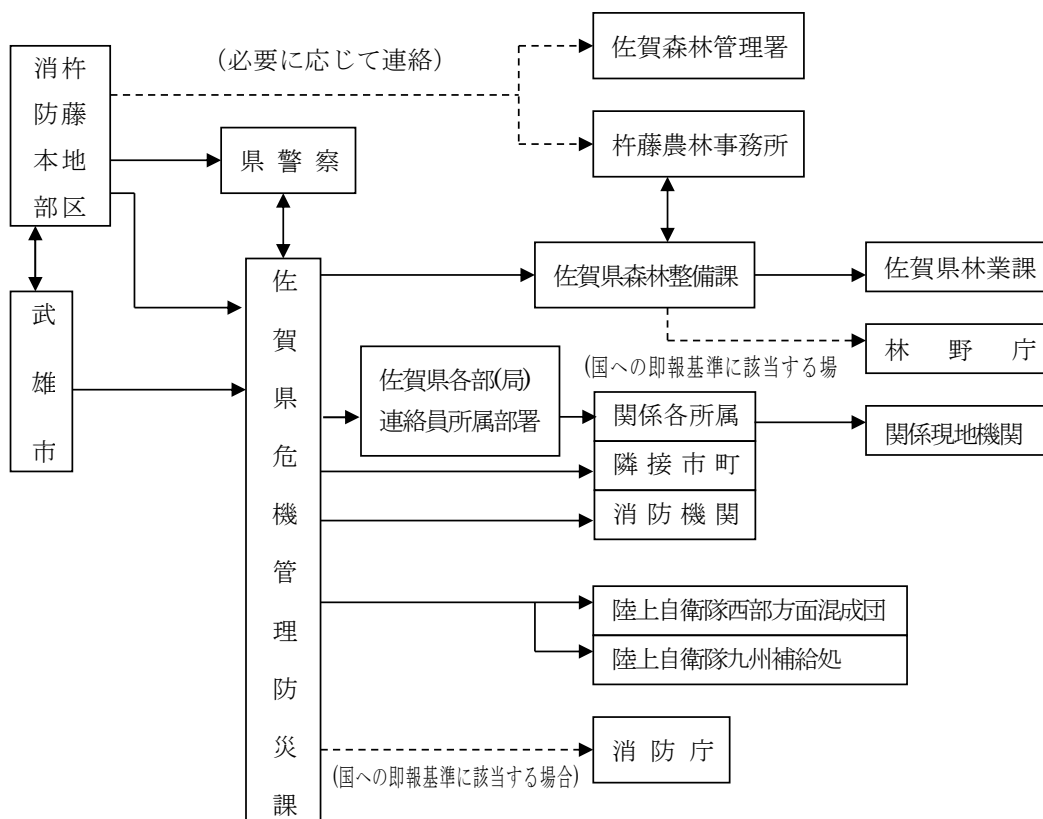 佐賀森林管理署
(必要に応じて連絡)
杵藤地区
消防本部
杵藤農林事務所
県警察
佐賀県危機管理防災課
佐賀県森林整備課
佐賀県林業課
武雄市
林野庁
(国への即報基準に該当する場
佐賀県各部(局)
連絡員所属部署
関係各所属
関係現地機関
隣接市町
消防機関
陸上自衛隊西部方面混成団
陸上自衛隊九州補給処
消防庁
(国への即報基準に該当する場合)